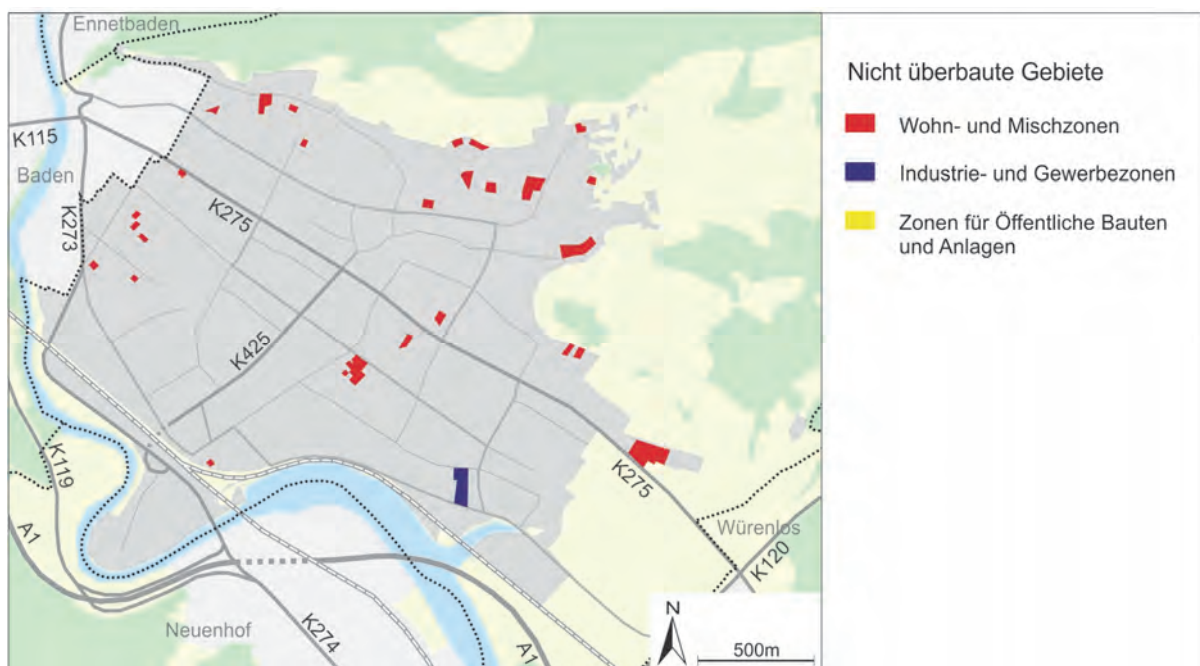 Ennetbaden
K115
Baden
K273
K275
K425
K119
A1
Neuenhof
K274
A1
K275
Würenlos
K120
N
500m
Nicht überbaute Gebiete
Wohn- und Mischzonen
Industrie- und Gewerbezonen
Zonen für Öffentliche Bauten
und Anlagen